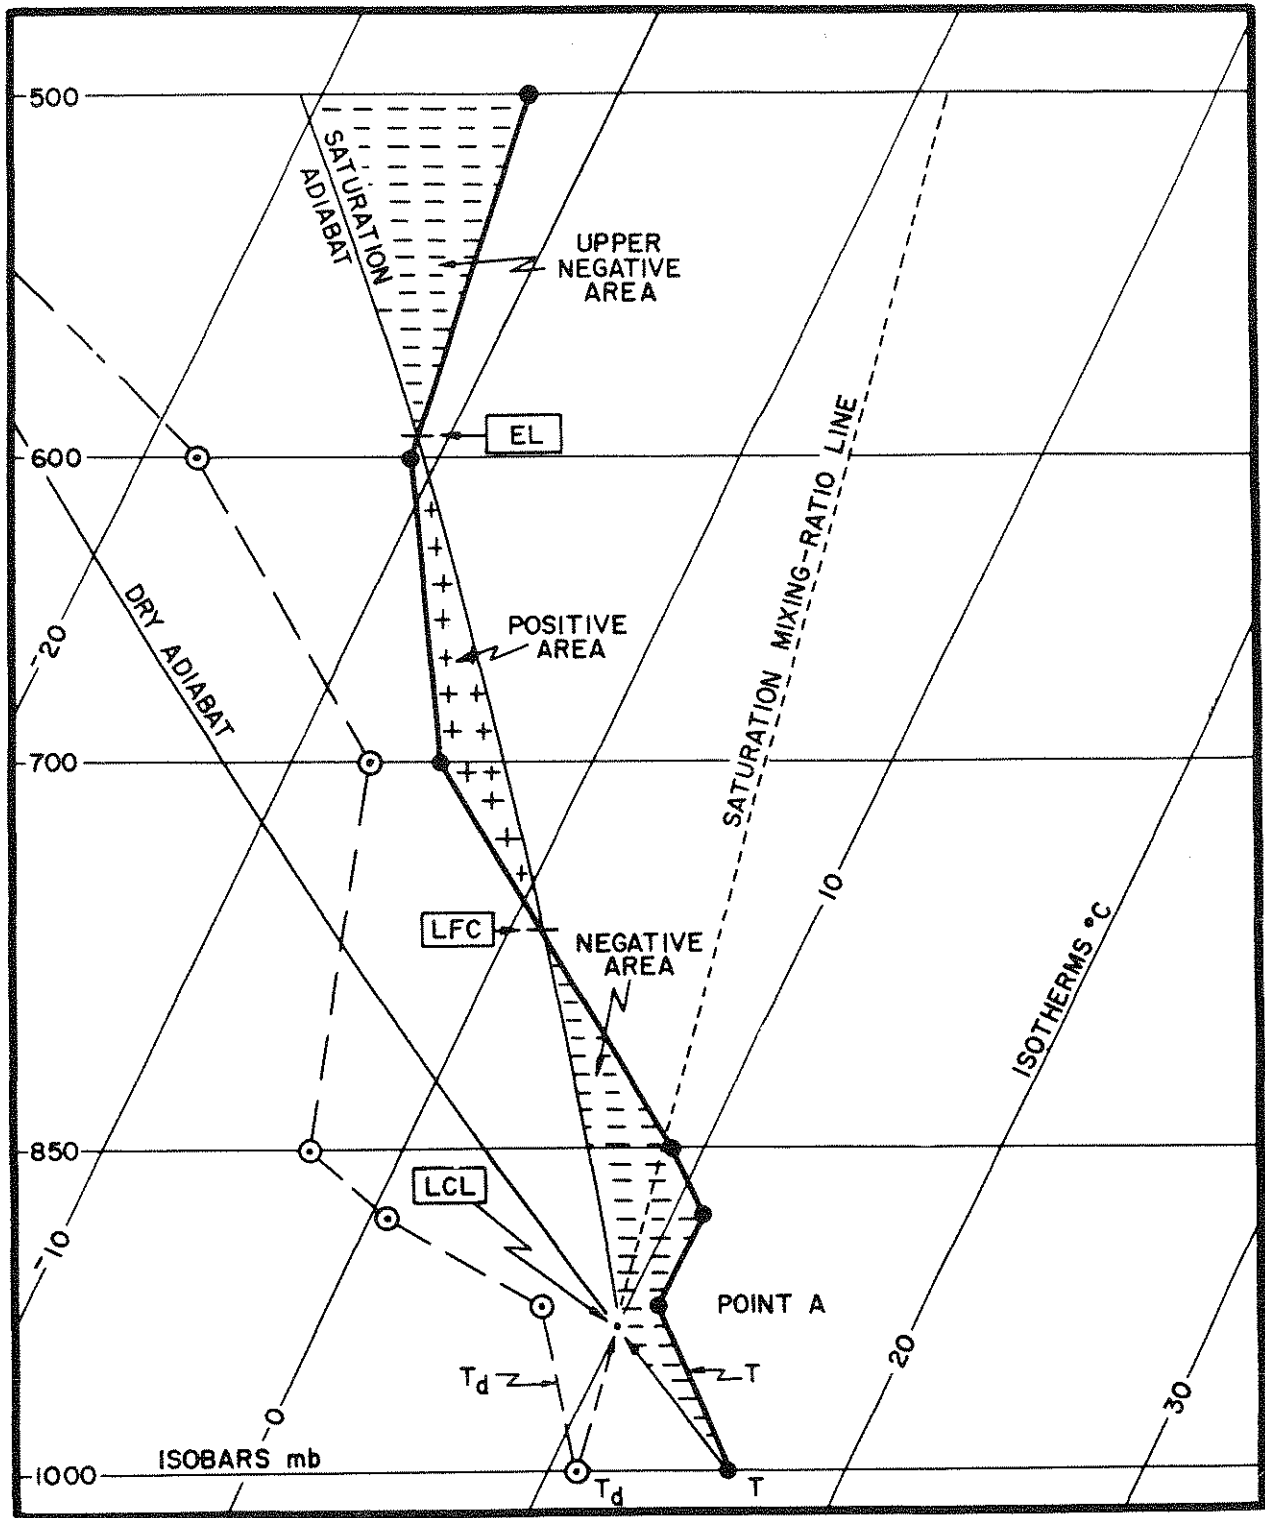 500
SATURATION
ADIABAT
UPPER
NEGATIVE
AREA
EL
600
SATURATION MIXING-RATIO LINE
DRY ADIABAT
POSITIVE
AREA
-20
700
10
LFC
NEGATIVE
AREA
ISOTHERMS °C
850
LCL
-10
POINT A
20
Td
T
30
0
ISOBARS mb
1000
Td
T